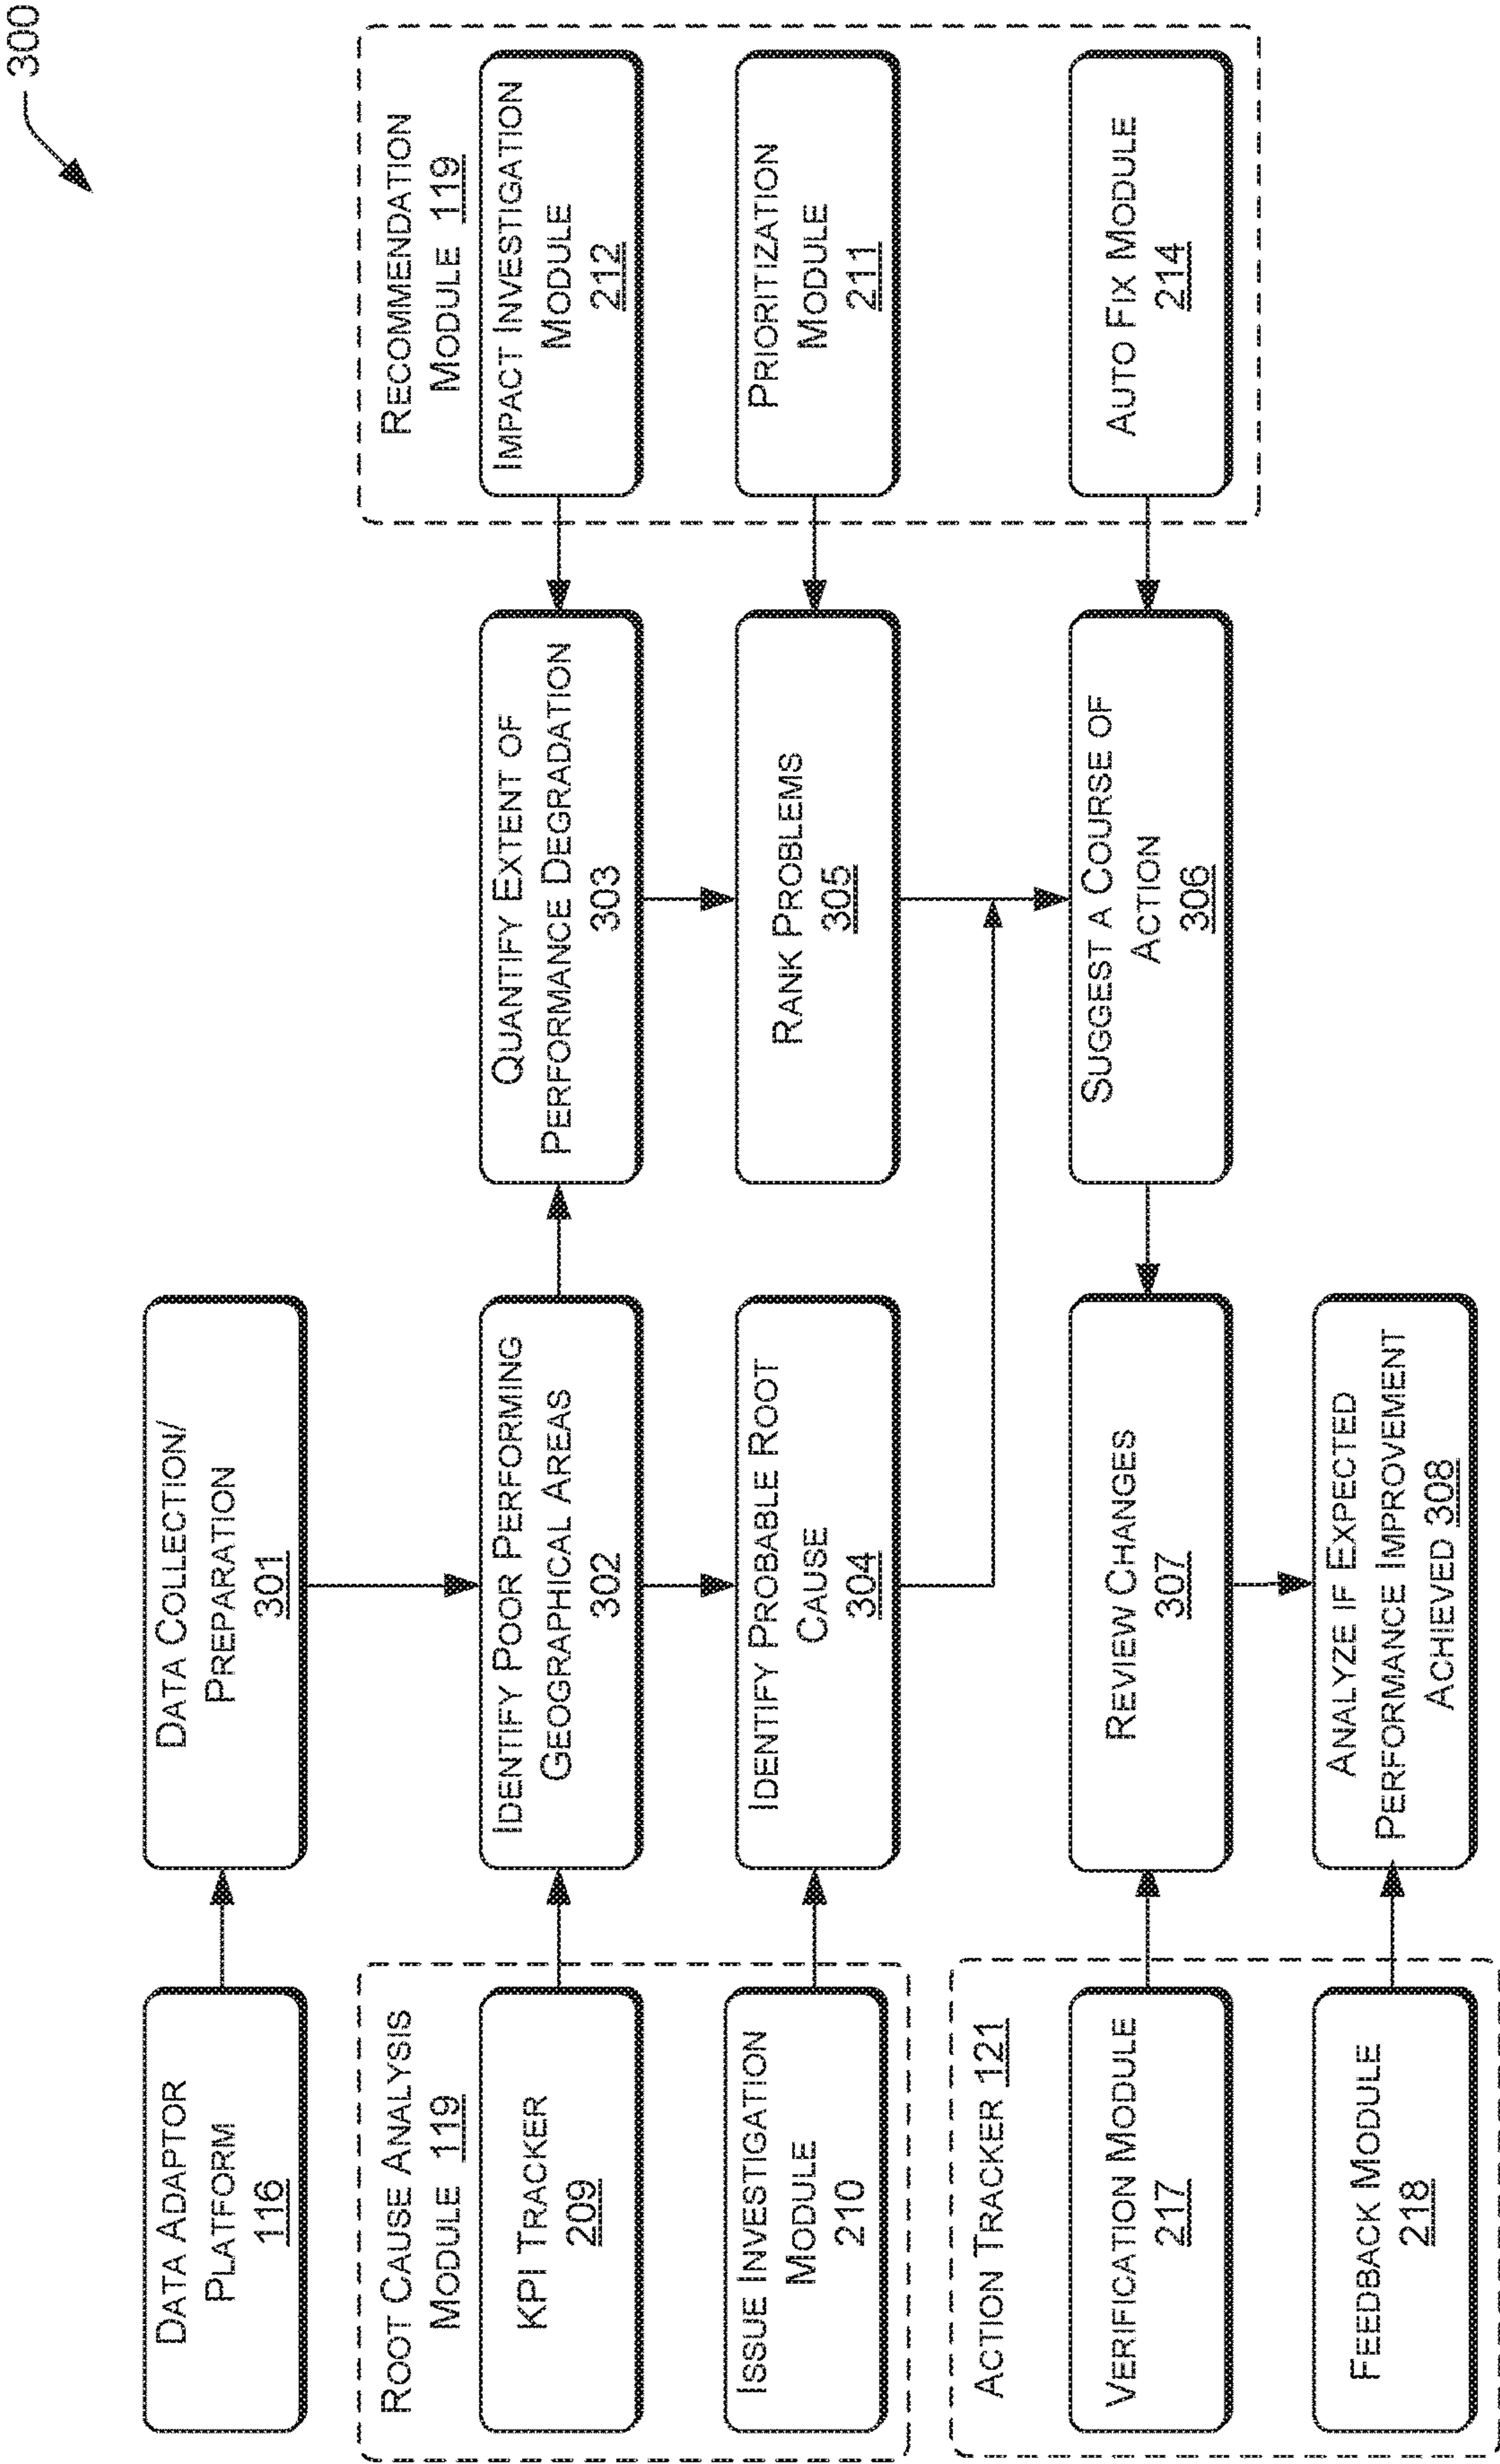 300
DATA ADAPTOR
PLATFORM
116
DATA COLLECTION/
PREPARATION
301
ROOT CAUSE ANALYSIS
MODULE 119
KPI TRACKER
209
IDENTIFY POOR PERFORMING
GEOGRAPHICAL AREAS
302
QUANTIFY EXTENT OF
PERFORMANCE DEGRADATION
303
RECOMMENDATION
MODULE 119
IMPACT INVESTIGATION
MODULE
212
ISSUE INVESTIGATION
MODULE
210
IDENTIFY PROBABLE ROOT
CAUSE
304
RANK PROBLEMS
305
PRIORITIZATION
MODULE
211
ACTION TRACKER 121
VERIFICATION MODULE
217
REVIEW CHANGES
307
SUGGEST A COURSE OF
ACTION
306
AUTO FIX MODULE
214
FEEDBACK MODULE
218
ANALYZE IF EXPECTED
PERFORMANCE IMPROVEMENT
ACHIEVED 308